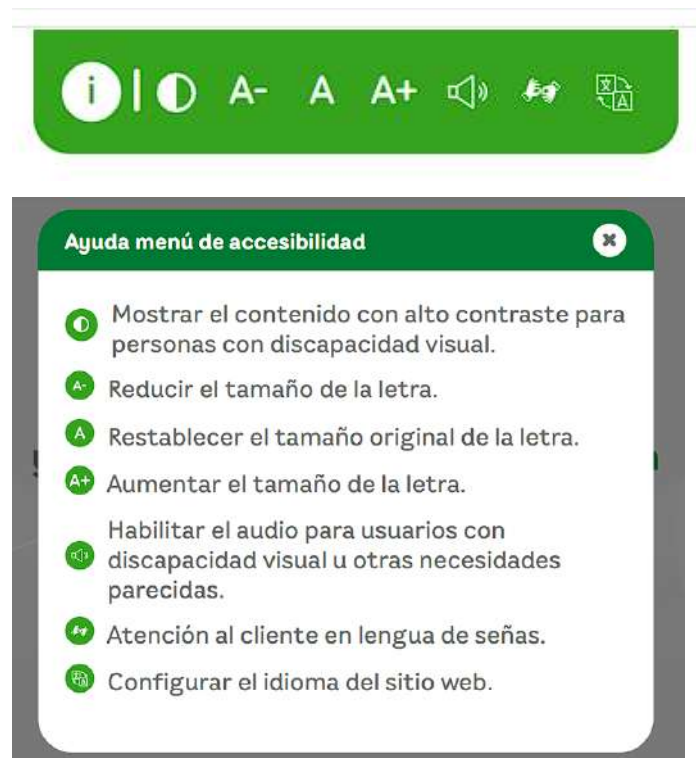 i A- A A+
Ayuda menú de accesibilidad
Mostrar el contenido con alto contraste para
personas con discapacidad visual.
A- Reducir el tamaño de la letra.
A Restablecer el tamaño original de la letra.
A+ Aumentar el tamaño de la letra.
Habilitar el audio para usuarios con
discapacidad visual u otras necesidades
parecidas.
Atención al cliente en lengua de señas.
Configurar el idioma del sitio web.